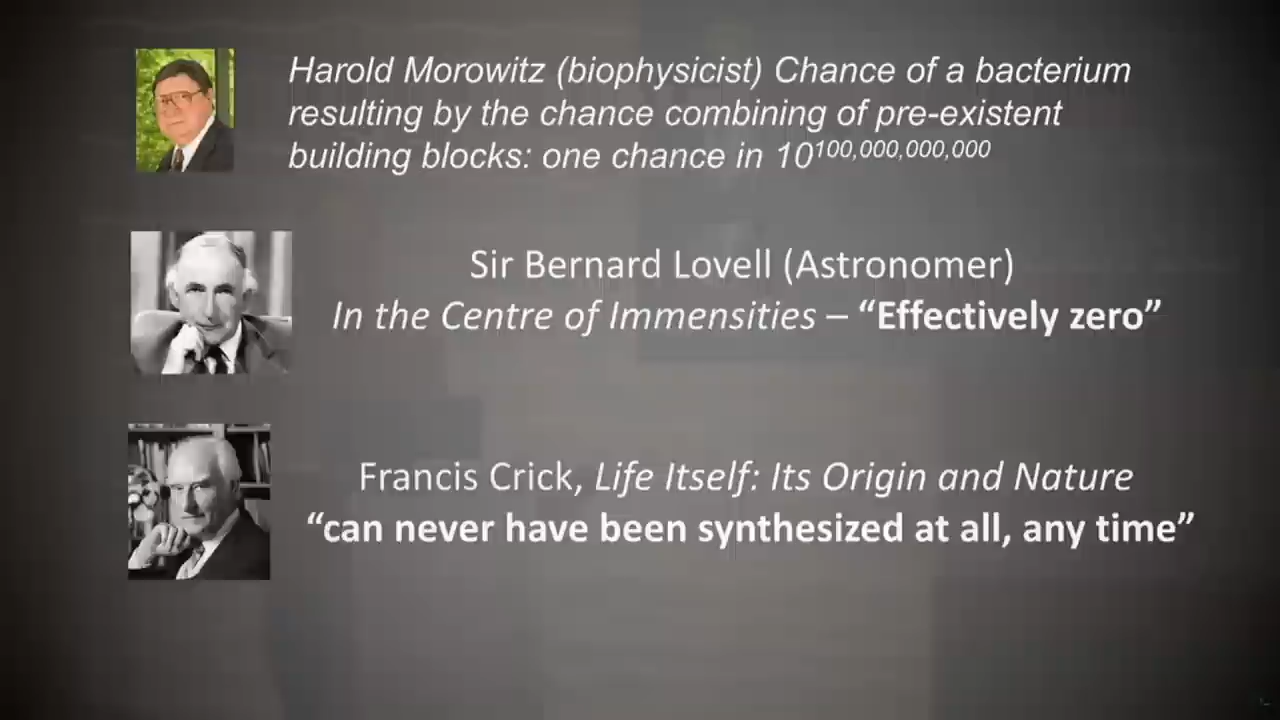 Harold Morowitz (biophysicist) Chance of a bacterium
resulting by the chance combining of pre-existent
building blocks: one chance in 10¹⁰⁰,⁰⁰⁰,⁰⁰⁰,⁰⁰⁰
Sir Bernard Lovell (Astronomer)
In the Centre of Immensities – “Effectively zero”
Francis Crick, Life Itself: Its Origin and Nature
“can never have been synthesized at all, any time”